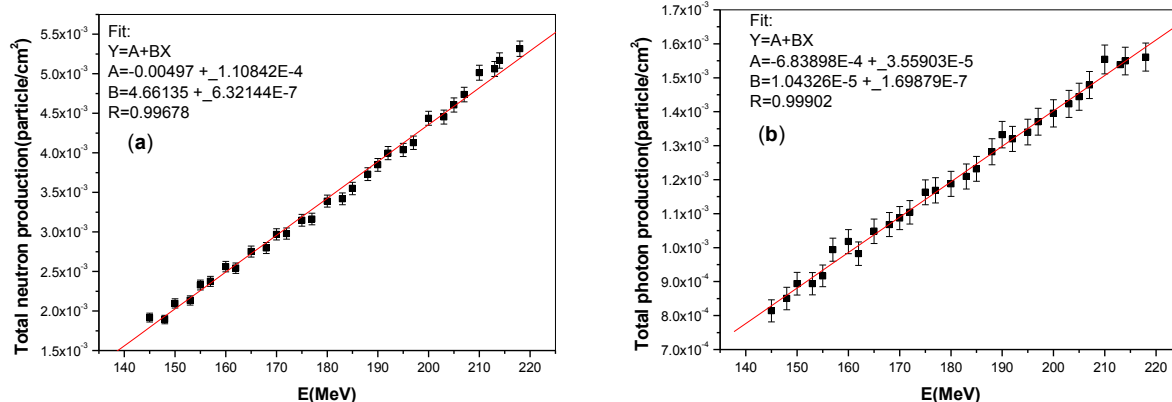 Total neutron production(particle/cm²)
5.5x10⁻³
5.0x10⁻³
4.5x10⁻³
4.0x10⁻³
3.5x10⁻³
3.0x10⁻³
2.5x10⁻³
2.0x10⁻³
1.5x10⁻³
Fit:
Y=A+BX
A=-0.00497 +_1.10842E-4
B=4.66135 +_6.32144E-7
R=0.99678
(a)
140 150 160 170 180 190 200 210 220
E(MeV)
Total photon production(particle/cm²)
1.7x10⁻³
1.6x10⁻³
1.4x10⁻³
1.3x10⁻³
1.2x10⁻³
1.0x10⁻³
9.0x10⁻⁴
8.0x10⁻⁴
7.0x10⁻⁴
Fit:
Y=A+BX
A=-6.83898E-4 +_3.55903E-5
B=1.04326E-5 +_1.69879E-7
R=0.99902
(b)
140 150 160 170 180 190 200 210 220
E(MeV)